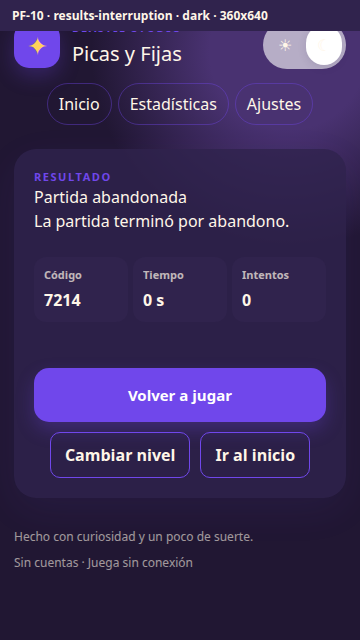 PF-10 · results-interruption · dark · 360x640
Picas y Fijas
Inicio
Estadísticas
Ajustes
RESULTADO
Partida abandonada
La partida terminó por abandono.
Código
Tiempo
Intentos
7214
0 s
0
Volver a jugar
Cambiar nivel
Ir al inicio
Hecho con curiosidad y un poco de suerte.
Sin cuentas · Juega sin conexión